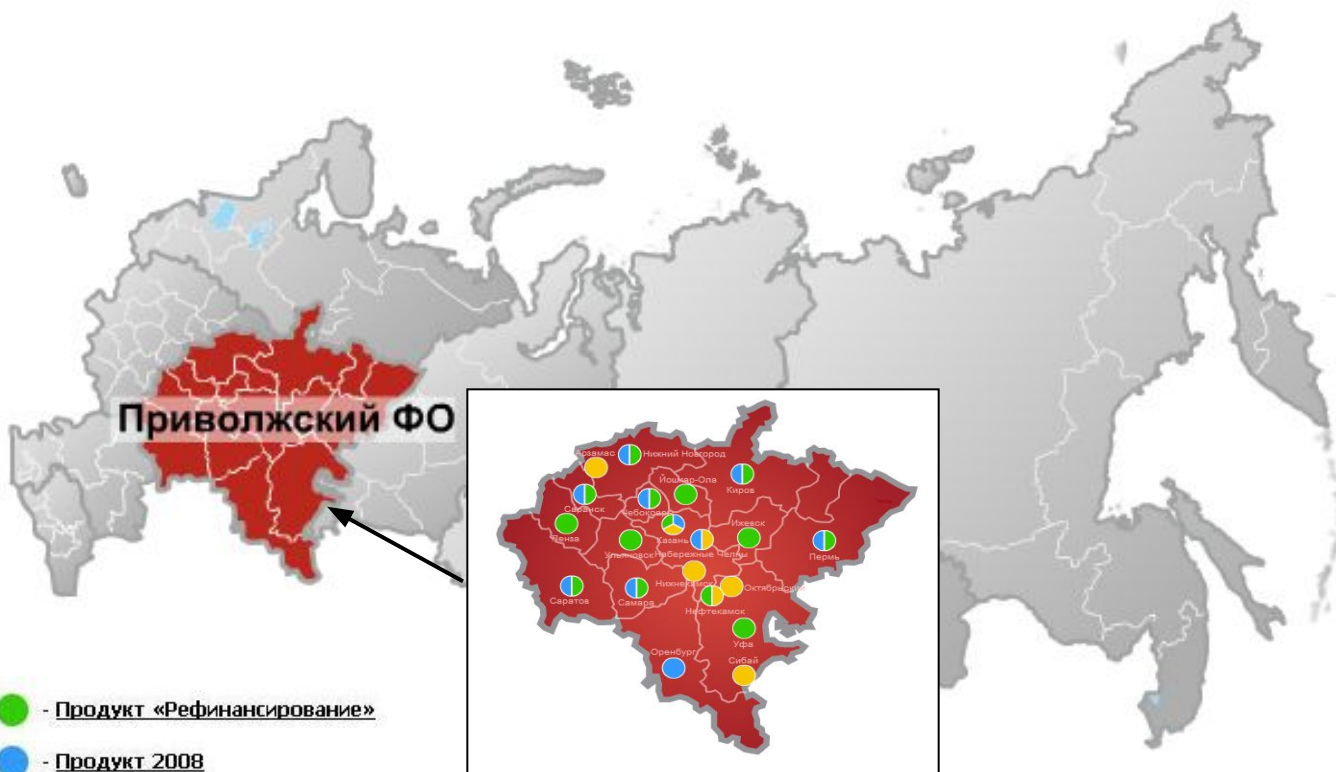 Приволжский ФО
Арзамас
Нижний Новгород
Йошкар-Ола
Киров
Саранск
Чебоксары
Пенза
Казань
Ижевск
Ульяновск
Набережные Челны
Пермь
Нижнекамск
Октябрьский
Саратов
Самара
Нефтекамск
Уфа
Оренбург
Сибай
- Продукт «Рефинансирование»
- Продукт 2008